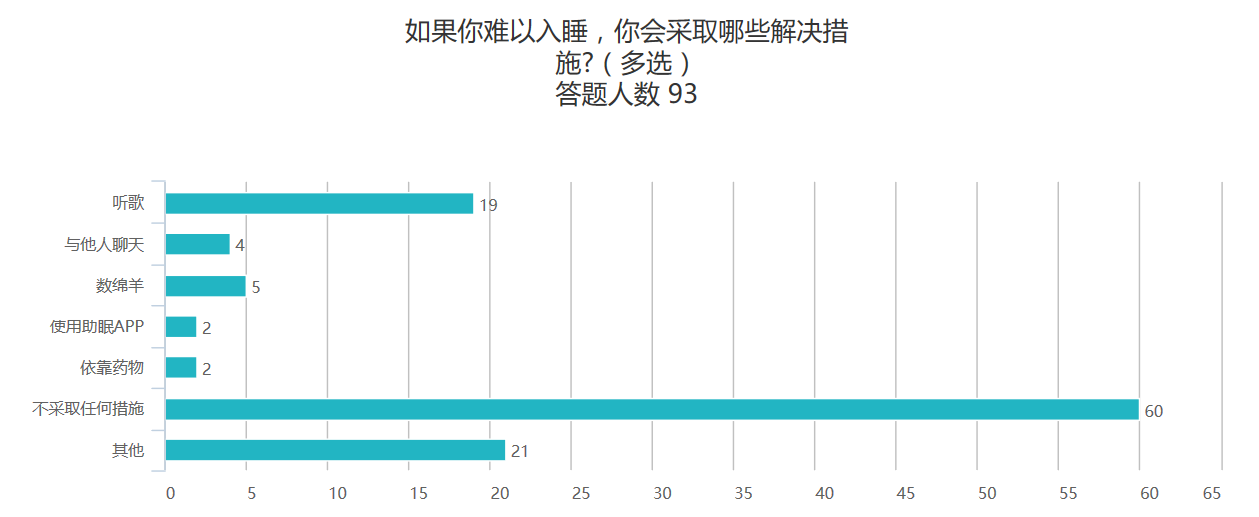 如果你难以入睡，你会采取哪些解决措
施?（多选）
答题人数 93
听歌 19
与他人聊天 4
数绵羊 5
使用助眠APP 2
依靠药物 2
不采取任何措施 60
其他 21
0 5 10 15 20 25 30 35 40 45 50 55 60 65